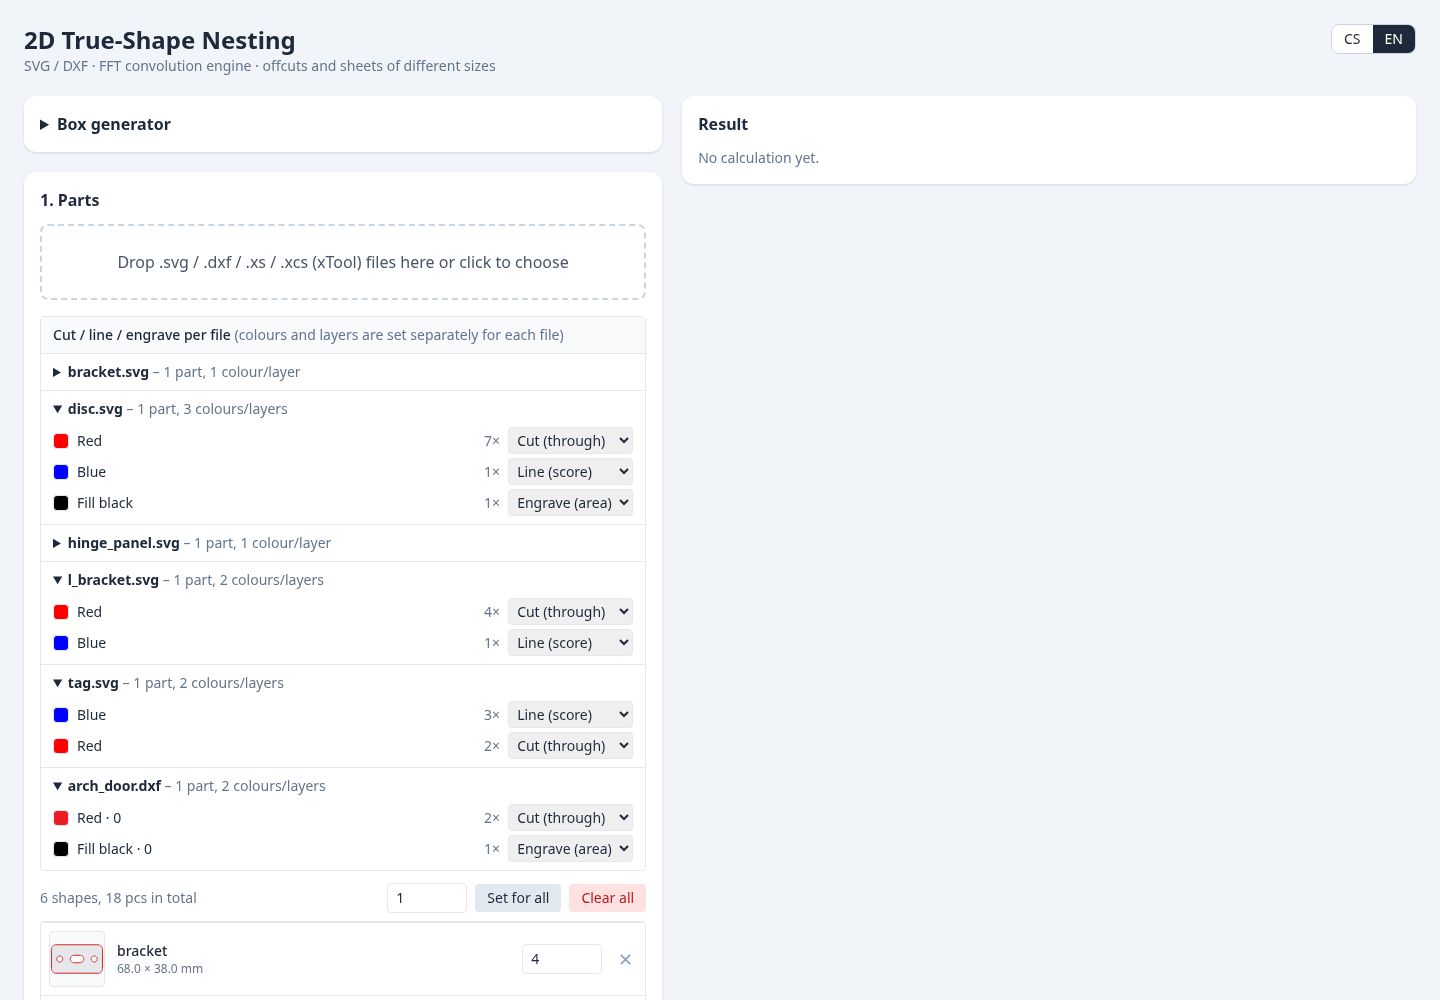 2D True-Shape Nesting
SVG / DXF · FFT convolution engine · offcuts and sheets of different sizes
CS EN
Box generator
Result
No calculation yet.
1. Parts
Drop .svg / .dxf / .xs / .xcs (xTool) files here or click to choose
Cut / line / engrave per file (colours and layers are set separately for each file)
bracket.svg – 1 part, 1 colour/layer
disc.svg – 1 part, 3 colours/layers
Red 7× Cut (through)
Blue 1× Line (score)
Fill black 1× Engrave (area)
hinge_panel.svg – 1 part, 1 colour/layer
l_bracket.svg – 1 part, 2 colours/layers
Red 4× Cut (through)
Blue 1× Line (score)
tag.svg – 1 part, 2 colours/layers
Blue 3× Line (score)
Red 2× Cut (through)
arch_door.dxf – 1 part, 2 colours/layers
Red · 0 2× Cut (through)
Fill black · 0 1× Engrave (area)
6 shapes, 18 pcs in total 1 Set for all Clear all
bracket
68.0 × 38.0 mm
4 ×